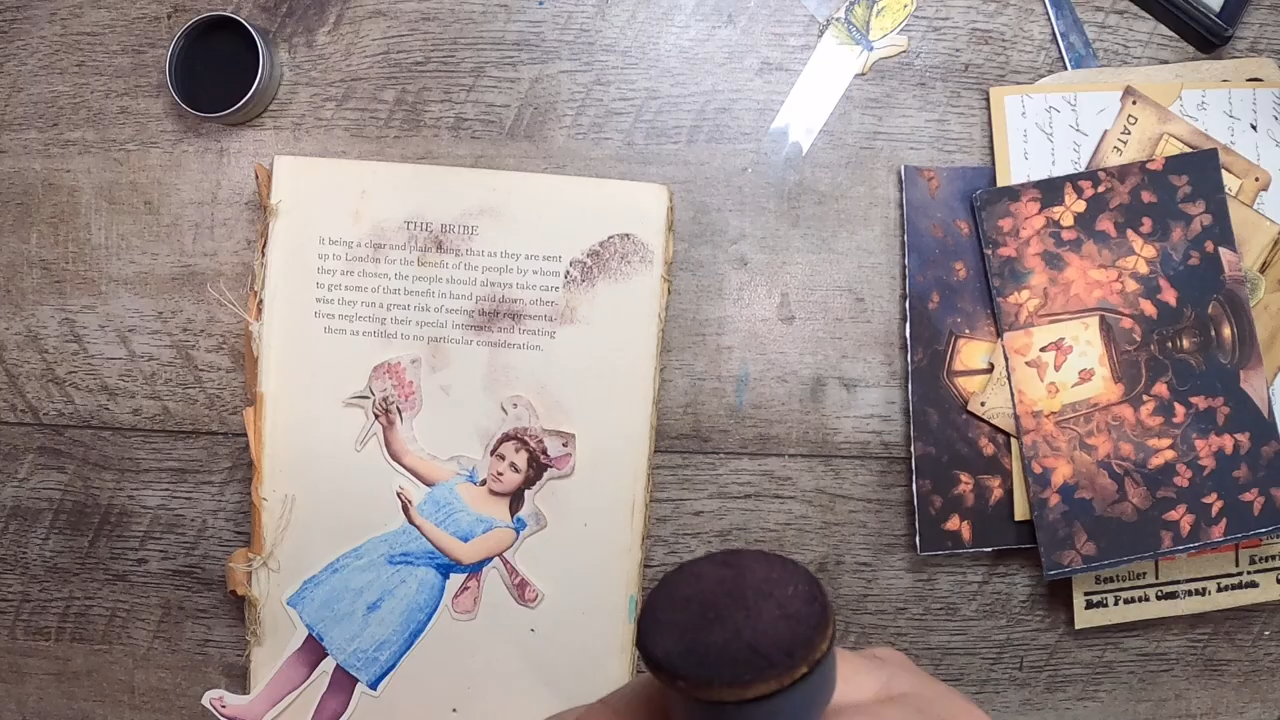 THE BRIBE
it being a clear and plain thing, that as they are sent
up to London for the benefit of the people by whom
they are chosen, the people should always take care
to get some of that benefit in hand paid down, other-
wise they run a great risk of seeing their representa-
tives neglecting their special interests, and treating
them as entitled to no particular consideration.
DATE
Seatoller
Bell Punch Company, London